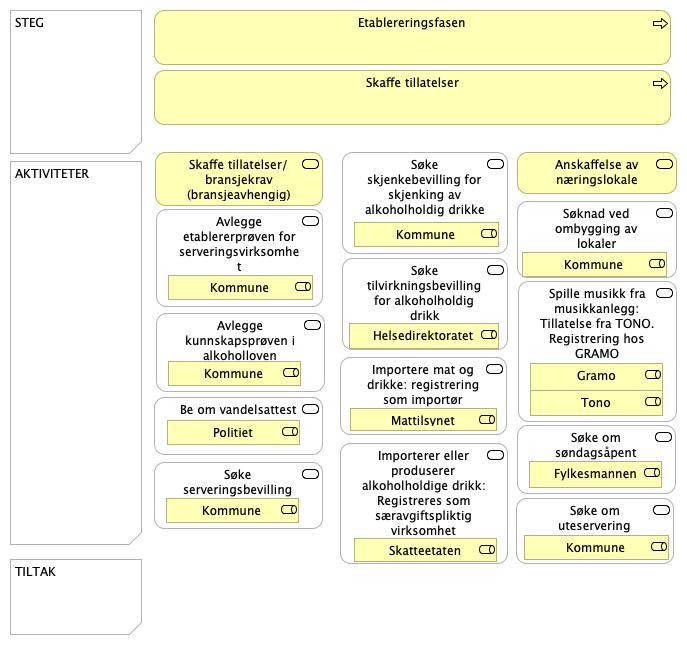 STEG
Etablereringsfasen
Skaffe tillatelser
AKTIVITETER
Skaffe tillatelser/
bransjekrav
(bransjeavhengig)
Avlegge
etablererprøven for
serveringsvirksomhe
t
Kommune
Avlegge
kunnskapsprøven i
alkoholloven
Kommune
Be om vandelsattest
Politiet
Søke
serveringsbevilling
Kommune
Søke
skjenkebevilling for
skjenking av
alkoholholdig drikke
Kommune
Søke
tilvirkningsbevilling
for alkoholholdig
drikk
Helsedirektoratet
Importere mat og
drikke: registrering
som importør
Mattilsynet
Importerer eller
produserer
alkoholholdige drikk:
Registreres som
særavgiftspliktig
virksomhet
Skatteetaten
Anskaffelse av
næringslokale
Søknad ved
ombygging av
lokaler
Kommune
Spille musikk fra
musikkanlegg:
Tillatelse fra TONO.
Registrering hos
GRAMO
Gramo
Tono
Søke om
søndagsåpent
Fylkesmannen
Søke om
uteservering
Kommune
TILTAK